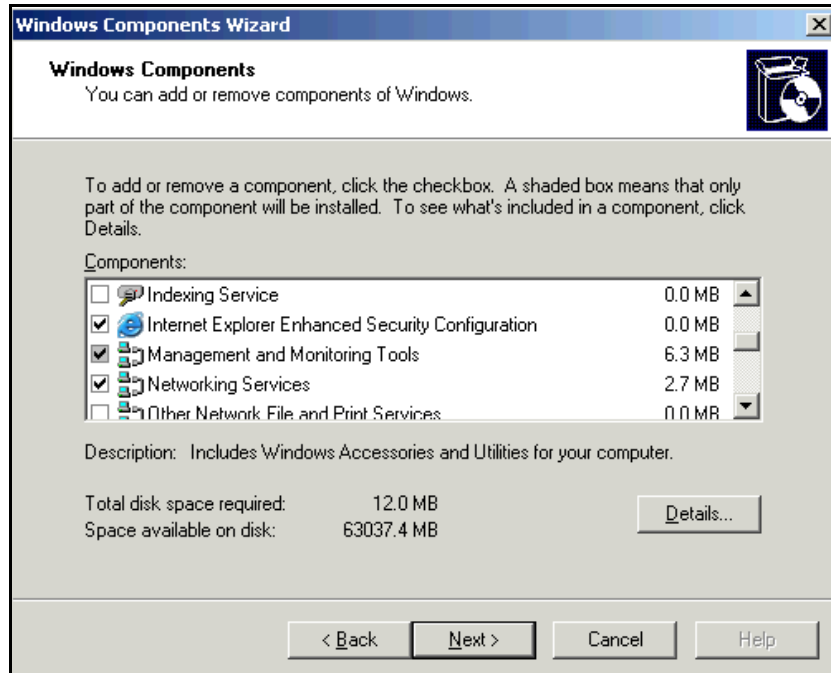 Windows Components Wizard
Windows Components
You can add or remove components of Windows.
To add or remove a component, click the checkbox. A shaded box means that only
part of the component will be installed. To see what's included in a component, click
Details.
Components:
Indexing Service 0.0 MB
Internet Explorer Enhanced Security Configuration 0.0 MB
Management and Monitoring Tools 6.3 MB
Networking Services 2.7 MB
Other Network File and Print Services 0.0 MB
Description: Includes Windows Accessories and Utilities for your computer.
Total disk space required: 12.0 MB
Space available on disk: 63037.4 MB
Details...
< Back Next > Cancel Help